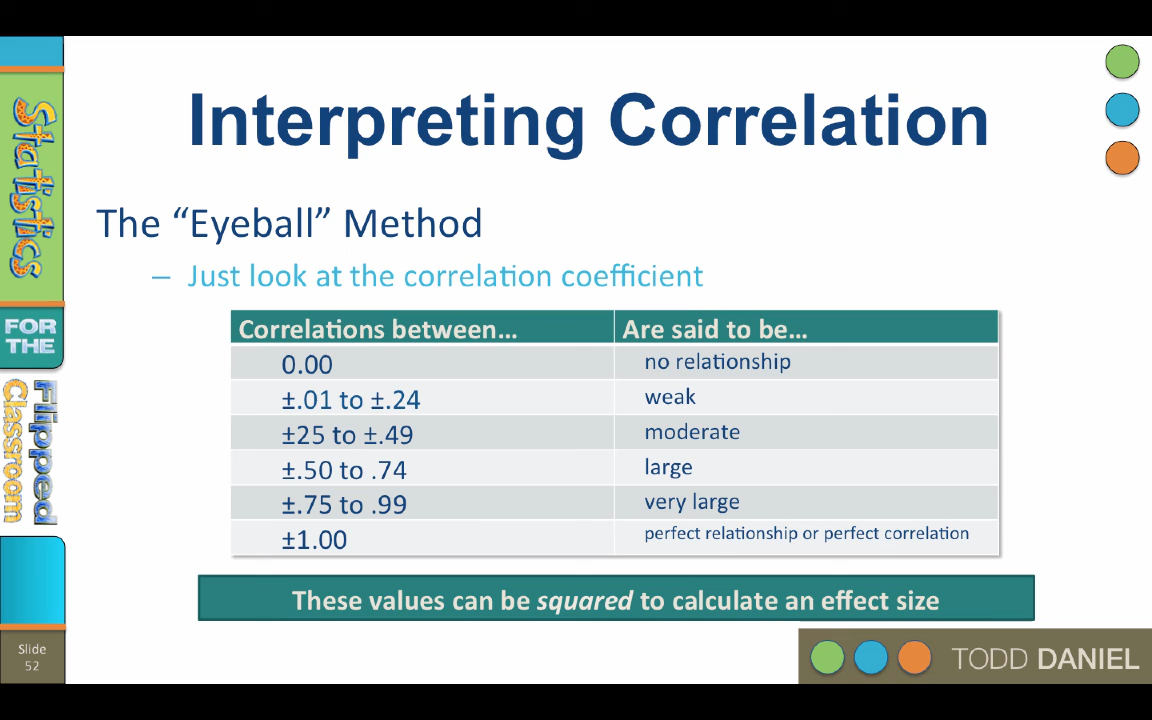 Interpreting Correlation
The “Eyeball” Method
– Just look at the correlation coefficient
Correlations between… Are said to be…
0.00 no relationship
±.01 to ±.24 weak
±25 to ±.49 moderate
±.50 to .74 large
±.75 to .99 very large
±1.00 perfect relationship or perfect correlation
These values can be squared to calculate an effect size
Statistics
FOR
THE
Flipped
Classroom
Slide
52
TODD DANIEL